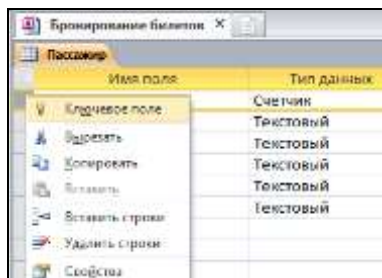 Бронирование билетов ×
Пассажир
Имя поля Тип данных
Счетчик
Ключевое поле
Текстовый
Вырезать
Текстовый
Копировать
Текстовый
Вставить
Текстовый
Вставить строки
Текстовый
Удалить строки
Свойства